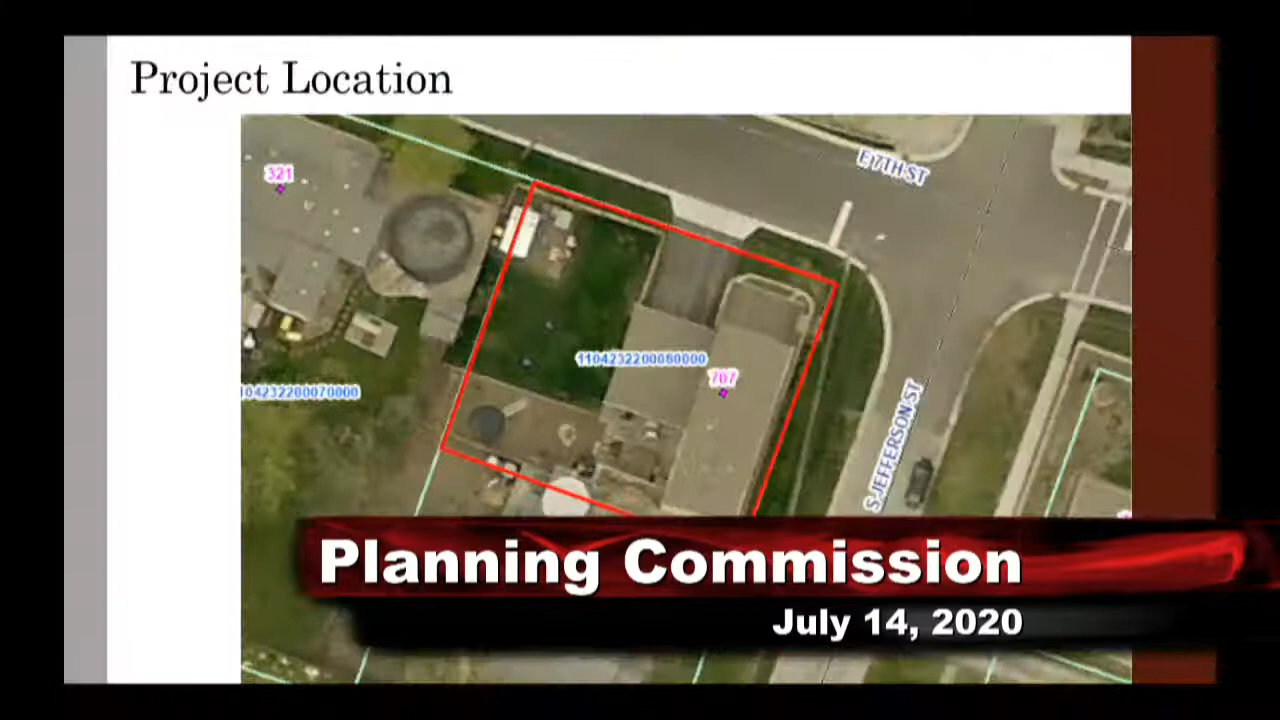 Project Location
E 7TH ST
321
1104232200080000
707
104232200070000
S JEFFERSON ST
Planning Commission
July 14, 2020